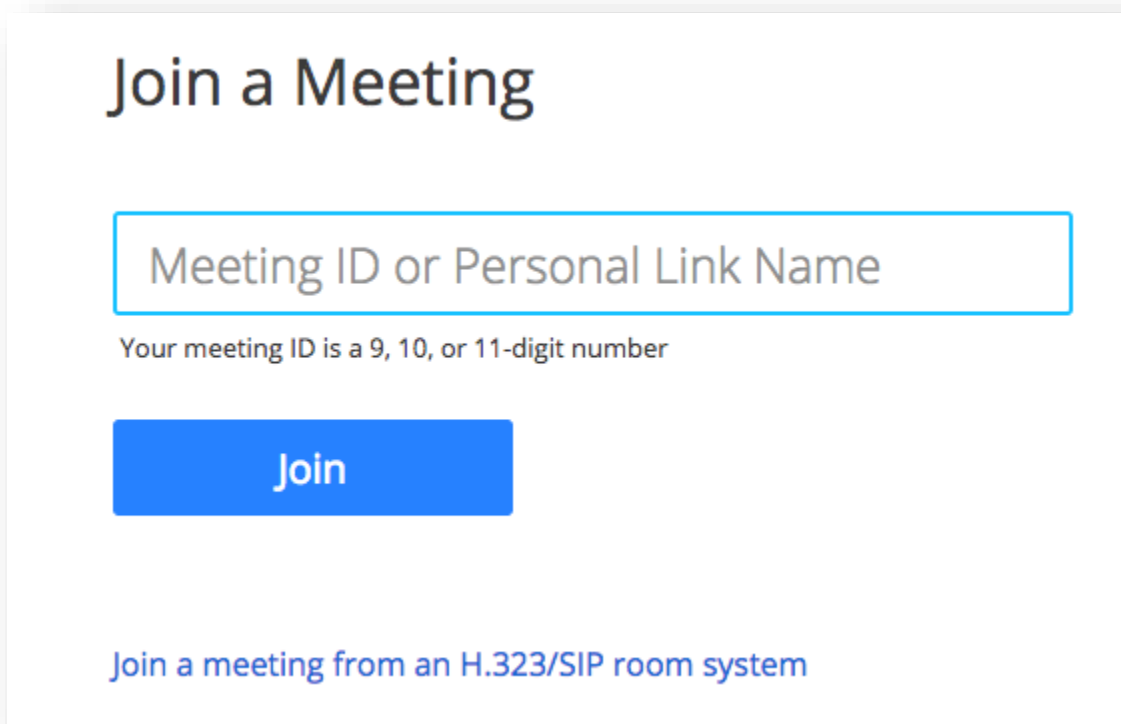 Join a Meeting
Meeting ID or Personal Link Name
Your meeting ID is a 9, 10, or 11-digit number
Join
Join a meeting from an H.323/SIP room system